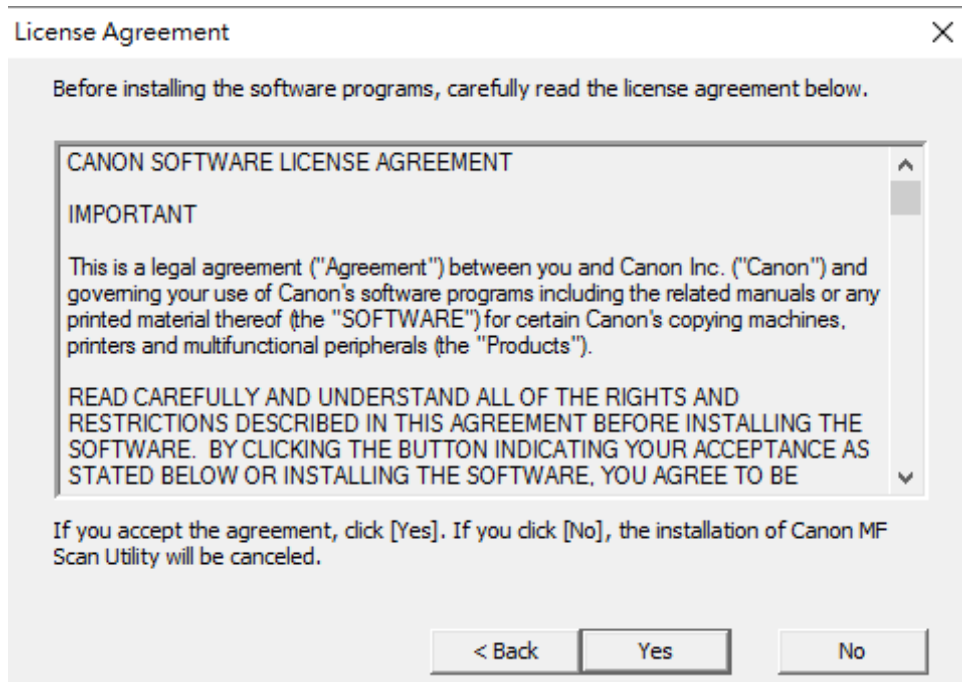 License Agreement
Before installing the software programs, carefully read the license agreement below.
CANON SOFTWARE LICENSE AGREEMENT
IMPORTANT
This is a legal agreement ("Agreement") between you and Canon Inc. ("Canon") and
governing your use of Canon's software programs including the related manuals or any
printed material thereof (the "SOFTWARE") for certain Canon's copying machines,
printers and multifunctional peripherals (the "Products").
READ CAREFULLY AND UNDERSTAND ALL OF THE RIGHTS AND
RESTRICTIONS DESCRIBED IN THIS AGREEMENT BEFORE INSTALLING THE
SOFTWARE.  BY CLICKING THE BUTTON INDICATING YOUR ACCEPTANCE AS
STATED BELOW OR INSTALLING THE SOFTWARE, YOU AGREE TO BE
If you accept the agreement, click [Yes]. If you click [No], the installation of Canon MF
Scan Utility will be canceled.
< Back Yes No